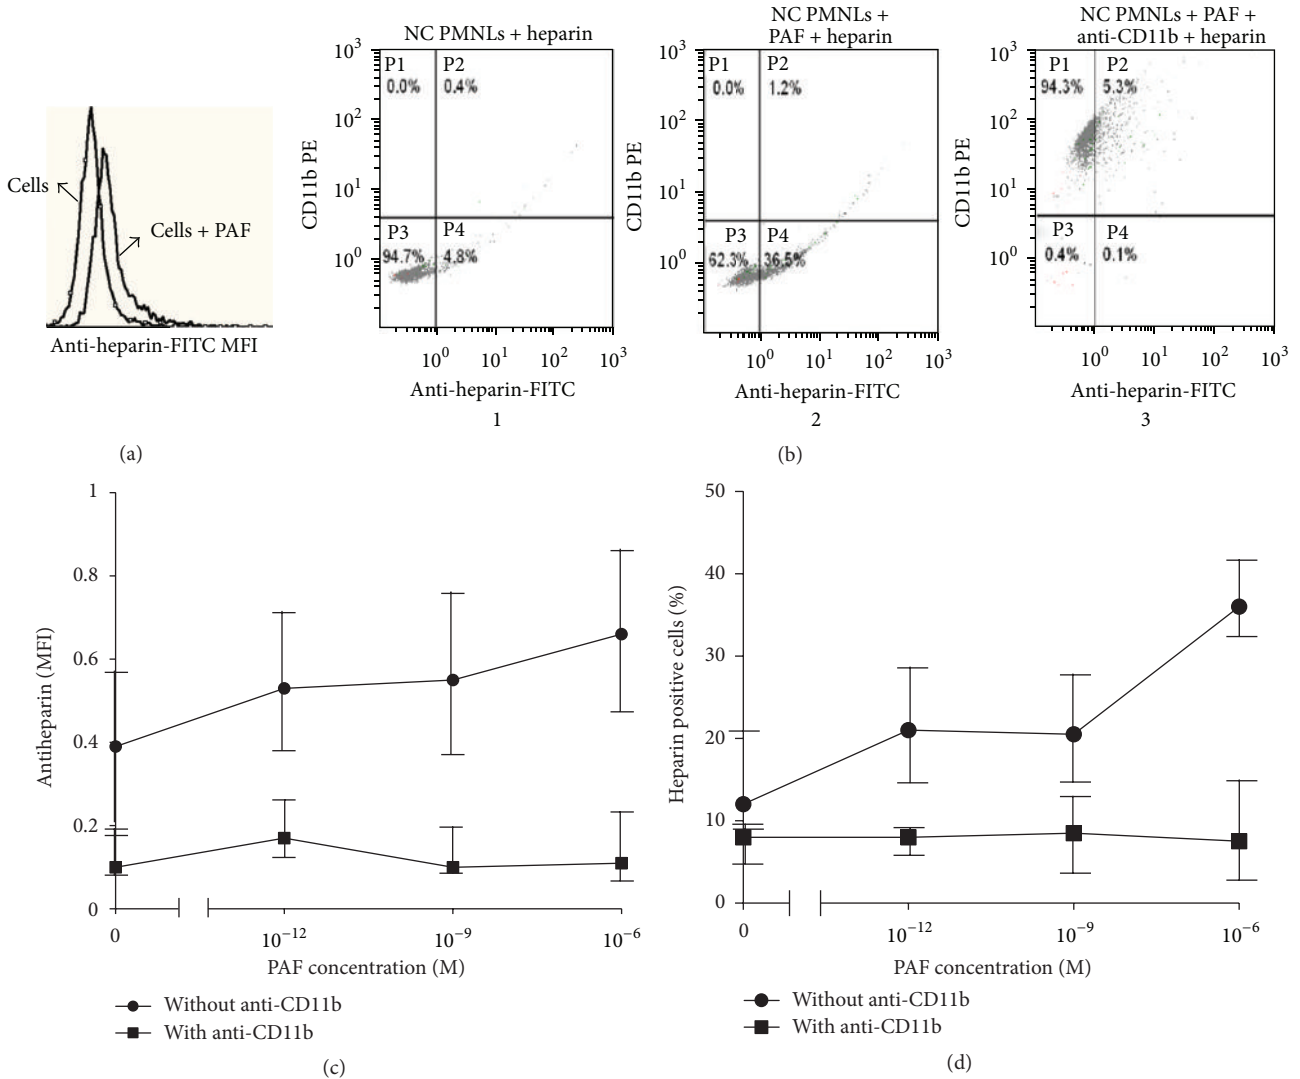 Cells
Cells + PAF
Anti-heparin-FITC MFI
(a)
NC PMNLs + heparin
CD11b PE
10³
10²
10¹
10⁰
P1
0.0%
P2
0.4%
P3
94.7%
P4
4.8%
10⁰ 10¹ 10² 10³
Anti-heparin-FITC
1
NC PMNLs +
PAF + heparin
CD11b PE
10³
10²
10¹
10⁰
P1
0.0%
P2
1.2%
P3
62.3%
P4
36.5%
10⁰ 10¹ 10² 10³
Anti-heparin-FITC
2
NC PMNLs + PAF +
anti-CD11b + heparin
CD11b PE
10³
10²
10¹
10⁰
P1
94.3%
P2
5.3%
P3
0.4%
P4
0.1%
10⁰ 10¹ 10² 10³
Anti-heparin-FITC
3
(b)
Antiheparin (MFI)
1
0.8
0.6
0.4
0.2
0
0 10⁻¹² 10⁻⁹ 10⁻⁶
PAF concentration (M)
Without anti-CD11b
With anti-CD11b
(c)
Heparin positive cells (%)
50
40
30
20
10
0
0 10⁻¹² 10⁻⁹ 10⁻⁶
PAF concentration (M)
Without anti-CD11b
With anti-CD11b
(d)